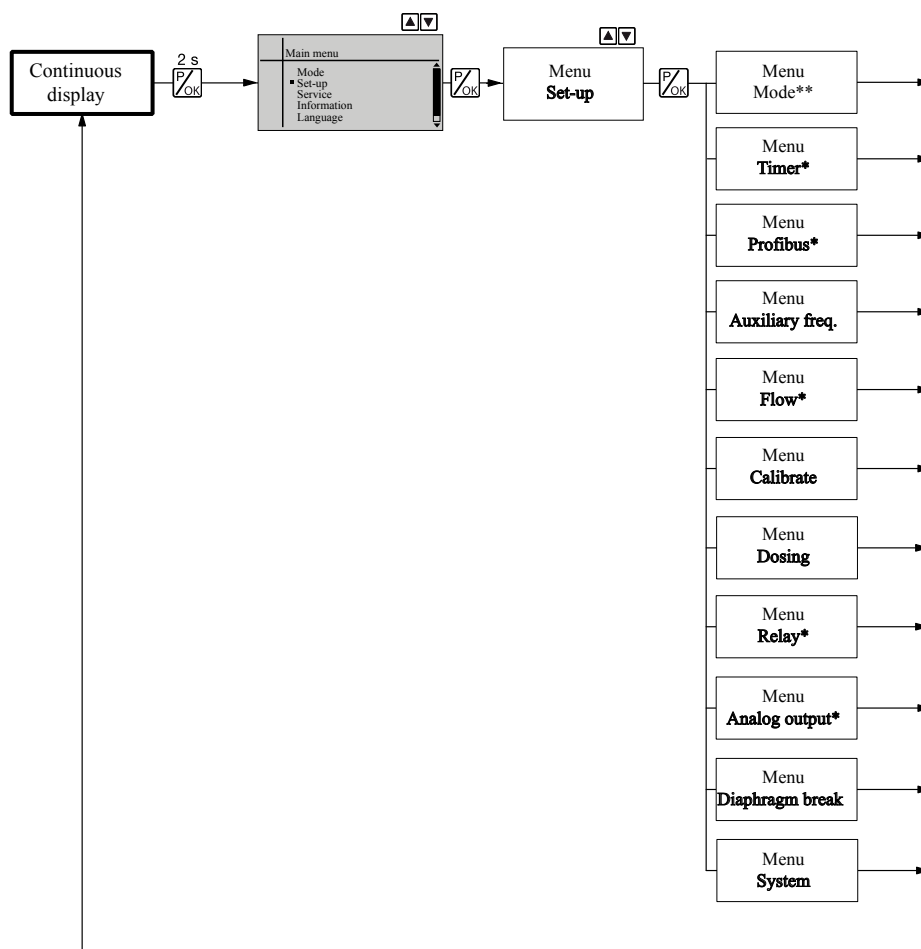 Continuous
display
2 s
P/OK
Main menu
Mode
Set-up
Service
Information
Language
P/OK
Menu
Set-up
P/OK
Menu
Mode**
Menu
Timer*
Menu
Profibus*
Menu
Auxiliary freq.
Menu
Flow*
Menu
Calibrate
Menu
Dosing
Menu
Relay*
Menu
Analog output*
Menu
Diaphragm break
Menu
System